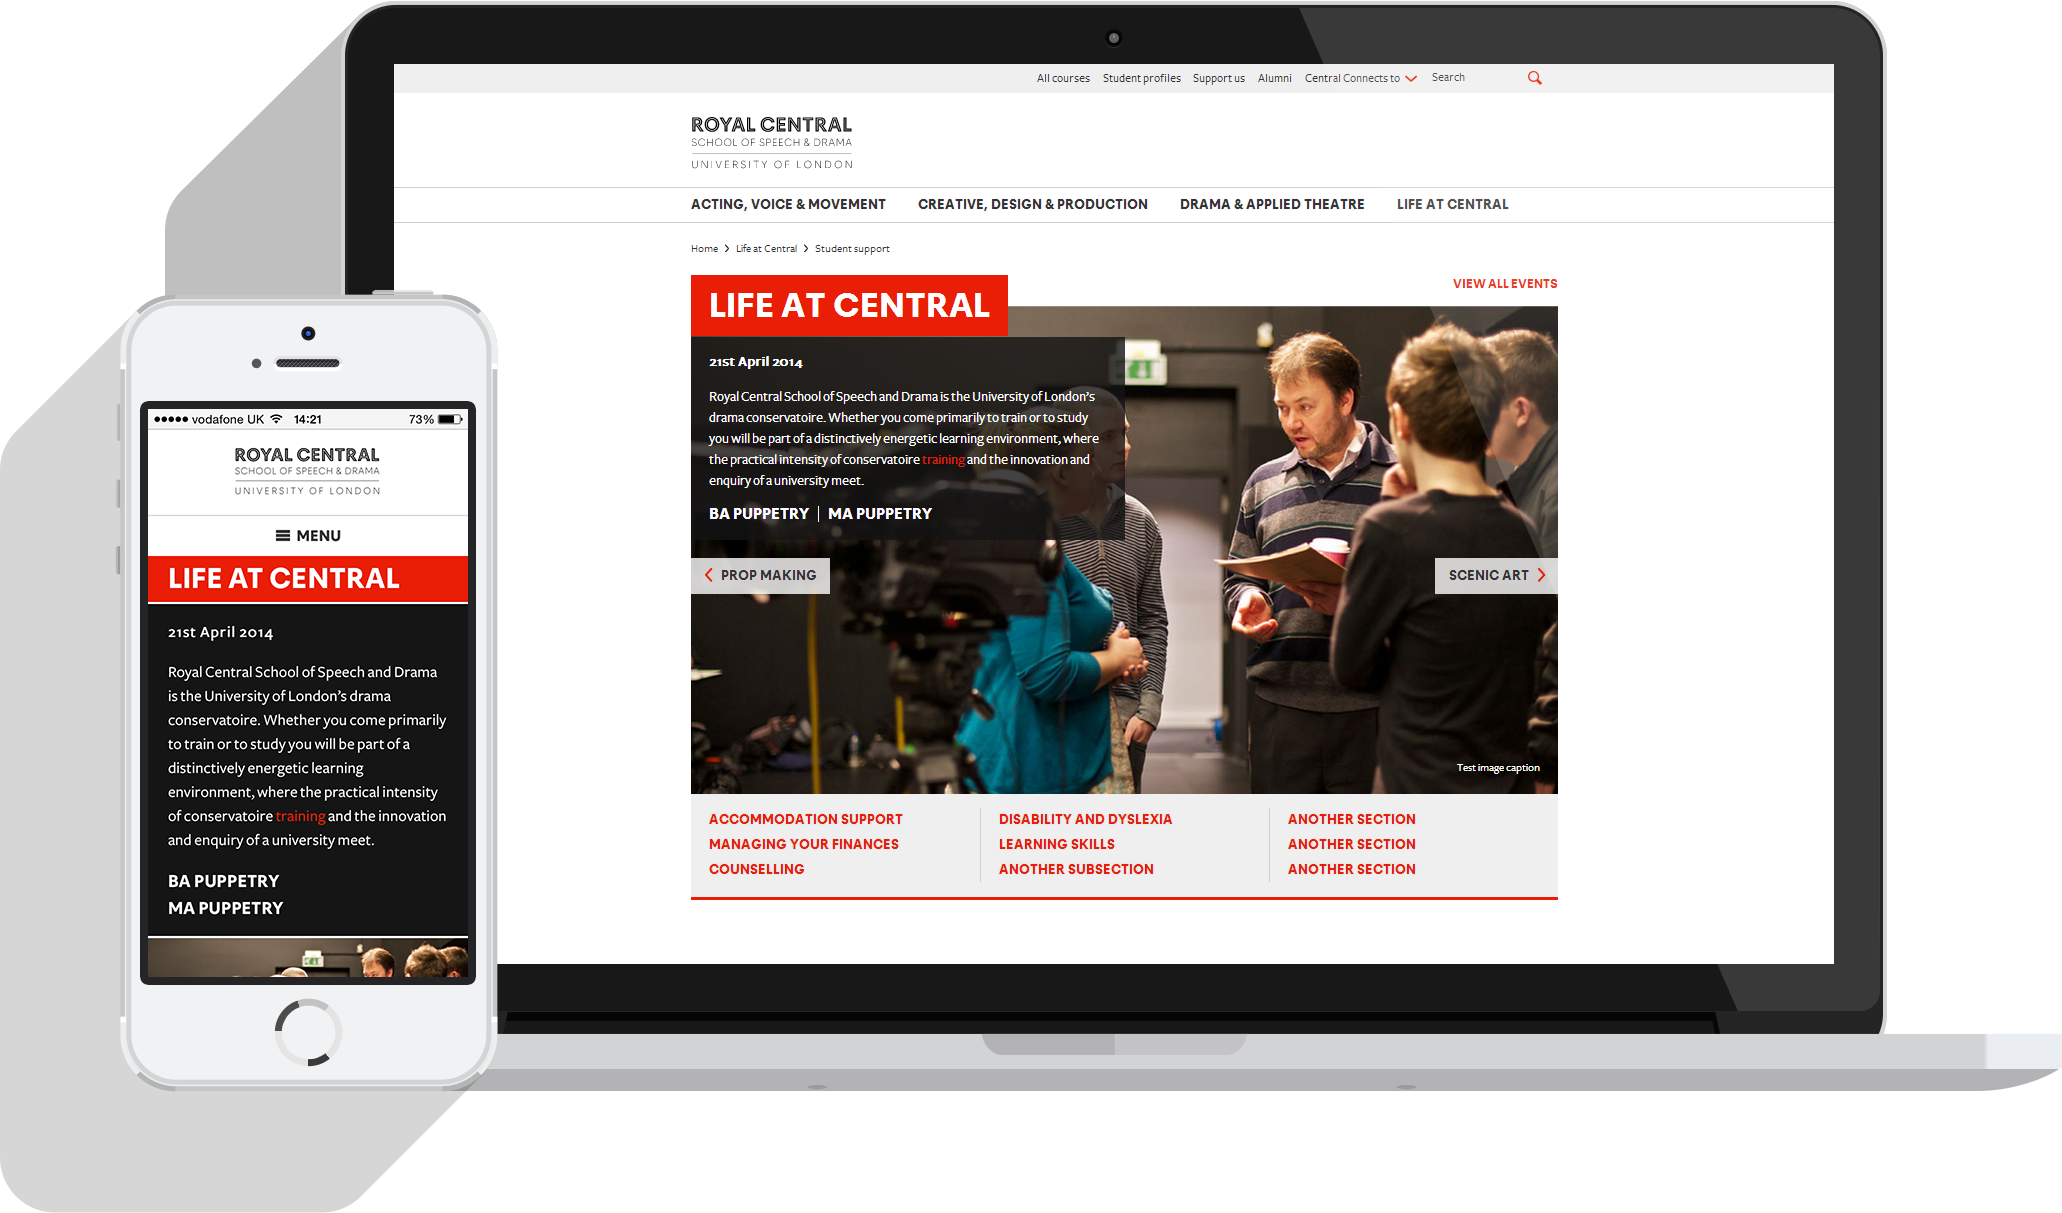 All courses Student profiles Support us Alumni Central Connects to Search
ROYAL CENTRAL
SCHOOL OF SPEECH & DRAMA
UNIVERSITY OF LONDON
ACTING, VOICE & MOVEMENT CREATIVE, DESIGN & PRODUCTION DRAMA & APPLIED THEATRE LIFE AT CENTRAL
Home > Life at Central > Student support
LIFE AT CENTRAL
VIEW ALL EVENTS
21st April 2014
Royal Central School of Speech and Drama is the University of London's
drama conservatoire. Whether you come primarily to train or to study
you will be part of a distinctively energetic learning environment, where
the practical intensity of conservatoire training and the innovation and
enquiry of a university meet.
BA PUPPETRY | MA PUPPETRY
PROP MAKING
SCENIC ART
Test image caption
ACCOMMODATION SUPPORT
MANAGING YOUR FINANCES
COUNSELLING
DISABILITY AND DYSLEXIA
LEARNING SKILLS
ANOTHER SUBSECTION
ANOTHER SECTION
ANOTHER SECTION
ANOTHER SECTION
vodafone UK 14:21 73%
ROYAL CENTRAL
SCHOOL OF SPEECH & DRAMA
UNIVERSITY OF LONDON
MENU
LIFE AT CENTRAL
21st April 2014
Royal Central School of Speech and Drama
is the University of London's drama
conservatoire. Whether you come primarily
to train or to study you will be part of a
distinctively energetic learning
environment, where the practical intensity
of conservatoire training and the innovation
and enquiry of a university meet.
BA PUPPETRY
MA PUPPETRY